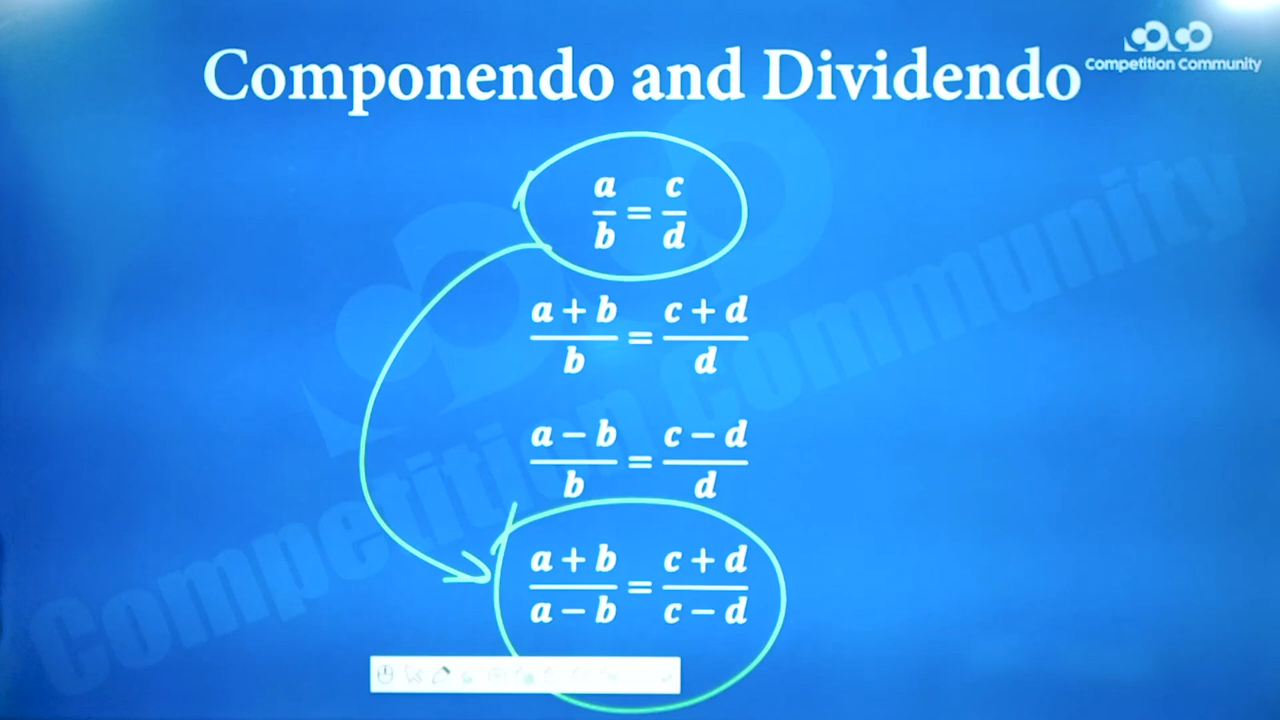 Componendo and Dividendo
Competition Community
a/b = c/d
(a + b)/b = (c + d)/d
(a − b)/b = (c − d)/d
(a + b)/(a − b) = (c + d)/(c − d)
Competition Community